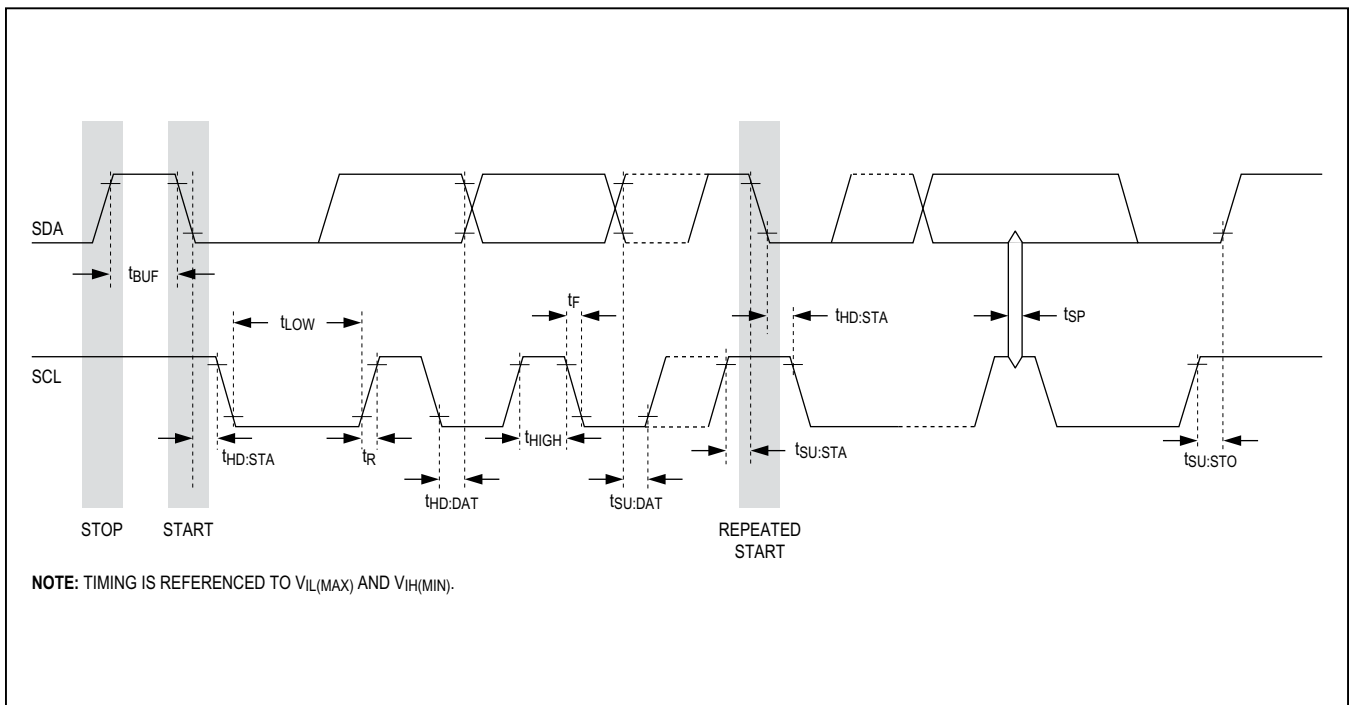 SDA
tBUF
tF
tLOW
tHD:STA
tSP
SCL
tHD:STA
tR
tHIGH
tSU:STA
tSU:STO
tHD:DAT
tSU:DAT
STOP
START
REPEATED
START
NOTE: TIMING IS REFERENCED TO VIL(MAX) AND VIH(MIN).